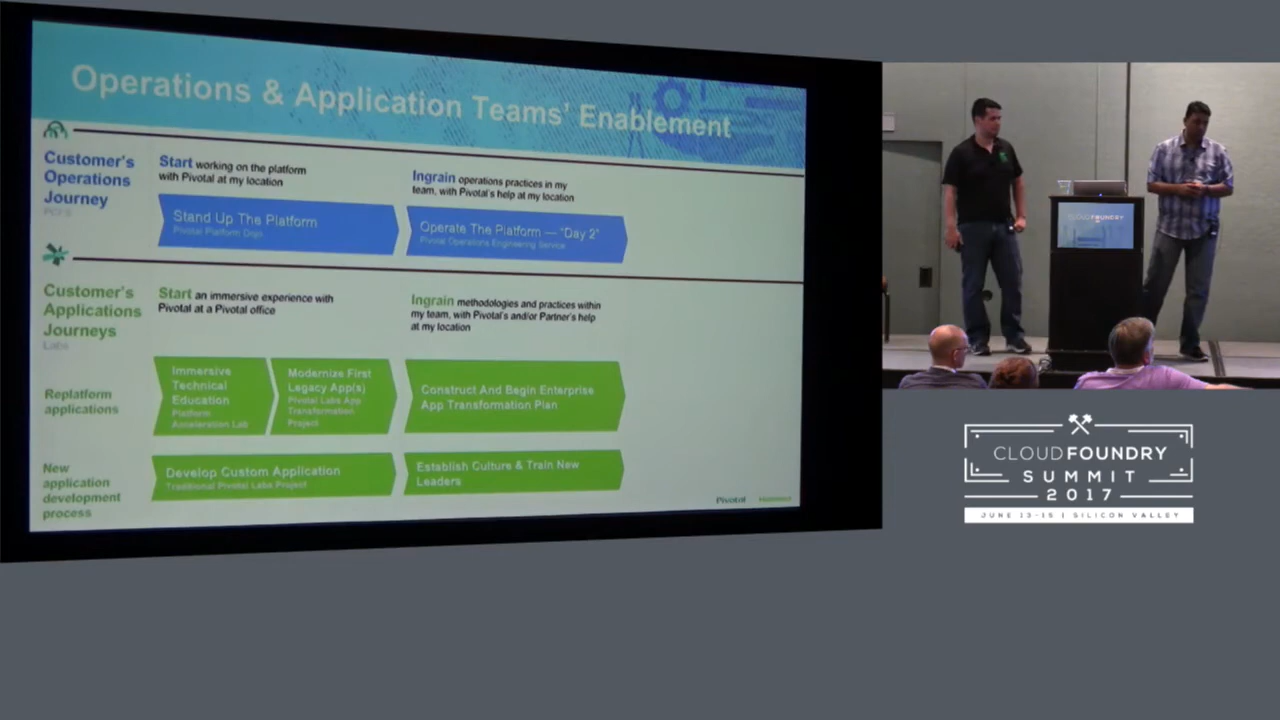 Operations & Application Teams' Enablement
Customer's
Operations
Journey
Start working on the platform
with Pivotal at my location
Ingrain operations practices in my
team, with Pivotal's help at my location
Stand Up The Platform
Pivotal Platform Dojo
Operate The Platform — "Day 2"
Pivotal Operations Engineering Service
Customer's
Applications
Journeys
Labs
Start an immersive experience with
Pivotal at a Pivotal office
Ingrain methodologies and practices within
my team, with Pivotal's and/or Partner's help
at my location
Replatform
applications
Immersive
Technical
Education
Platform
Acceleration Lab
Modernize First
Legacy App(s)
Pivotal Labs App
Transformation
Project
Construct And Begin Enterprise
App Transformation Plan
New
application
development
process
Develop Custom Application
Traditional Pivotal Labs Project
Establish Culture & Train New
Leaders
Pivotal
CLOUD FOUNDRY
CLOUD FOUNDRY
SUMMIT
2017
JUNE 13-15 | SILICON VALLEY